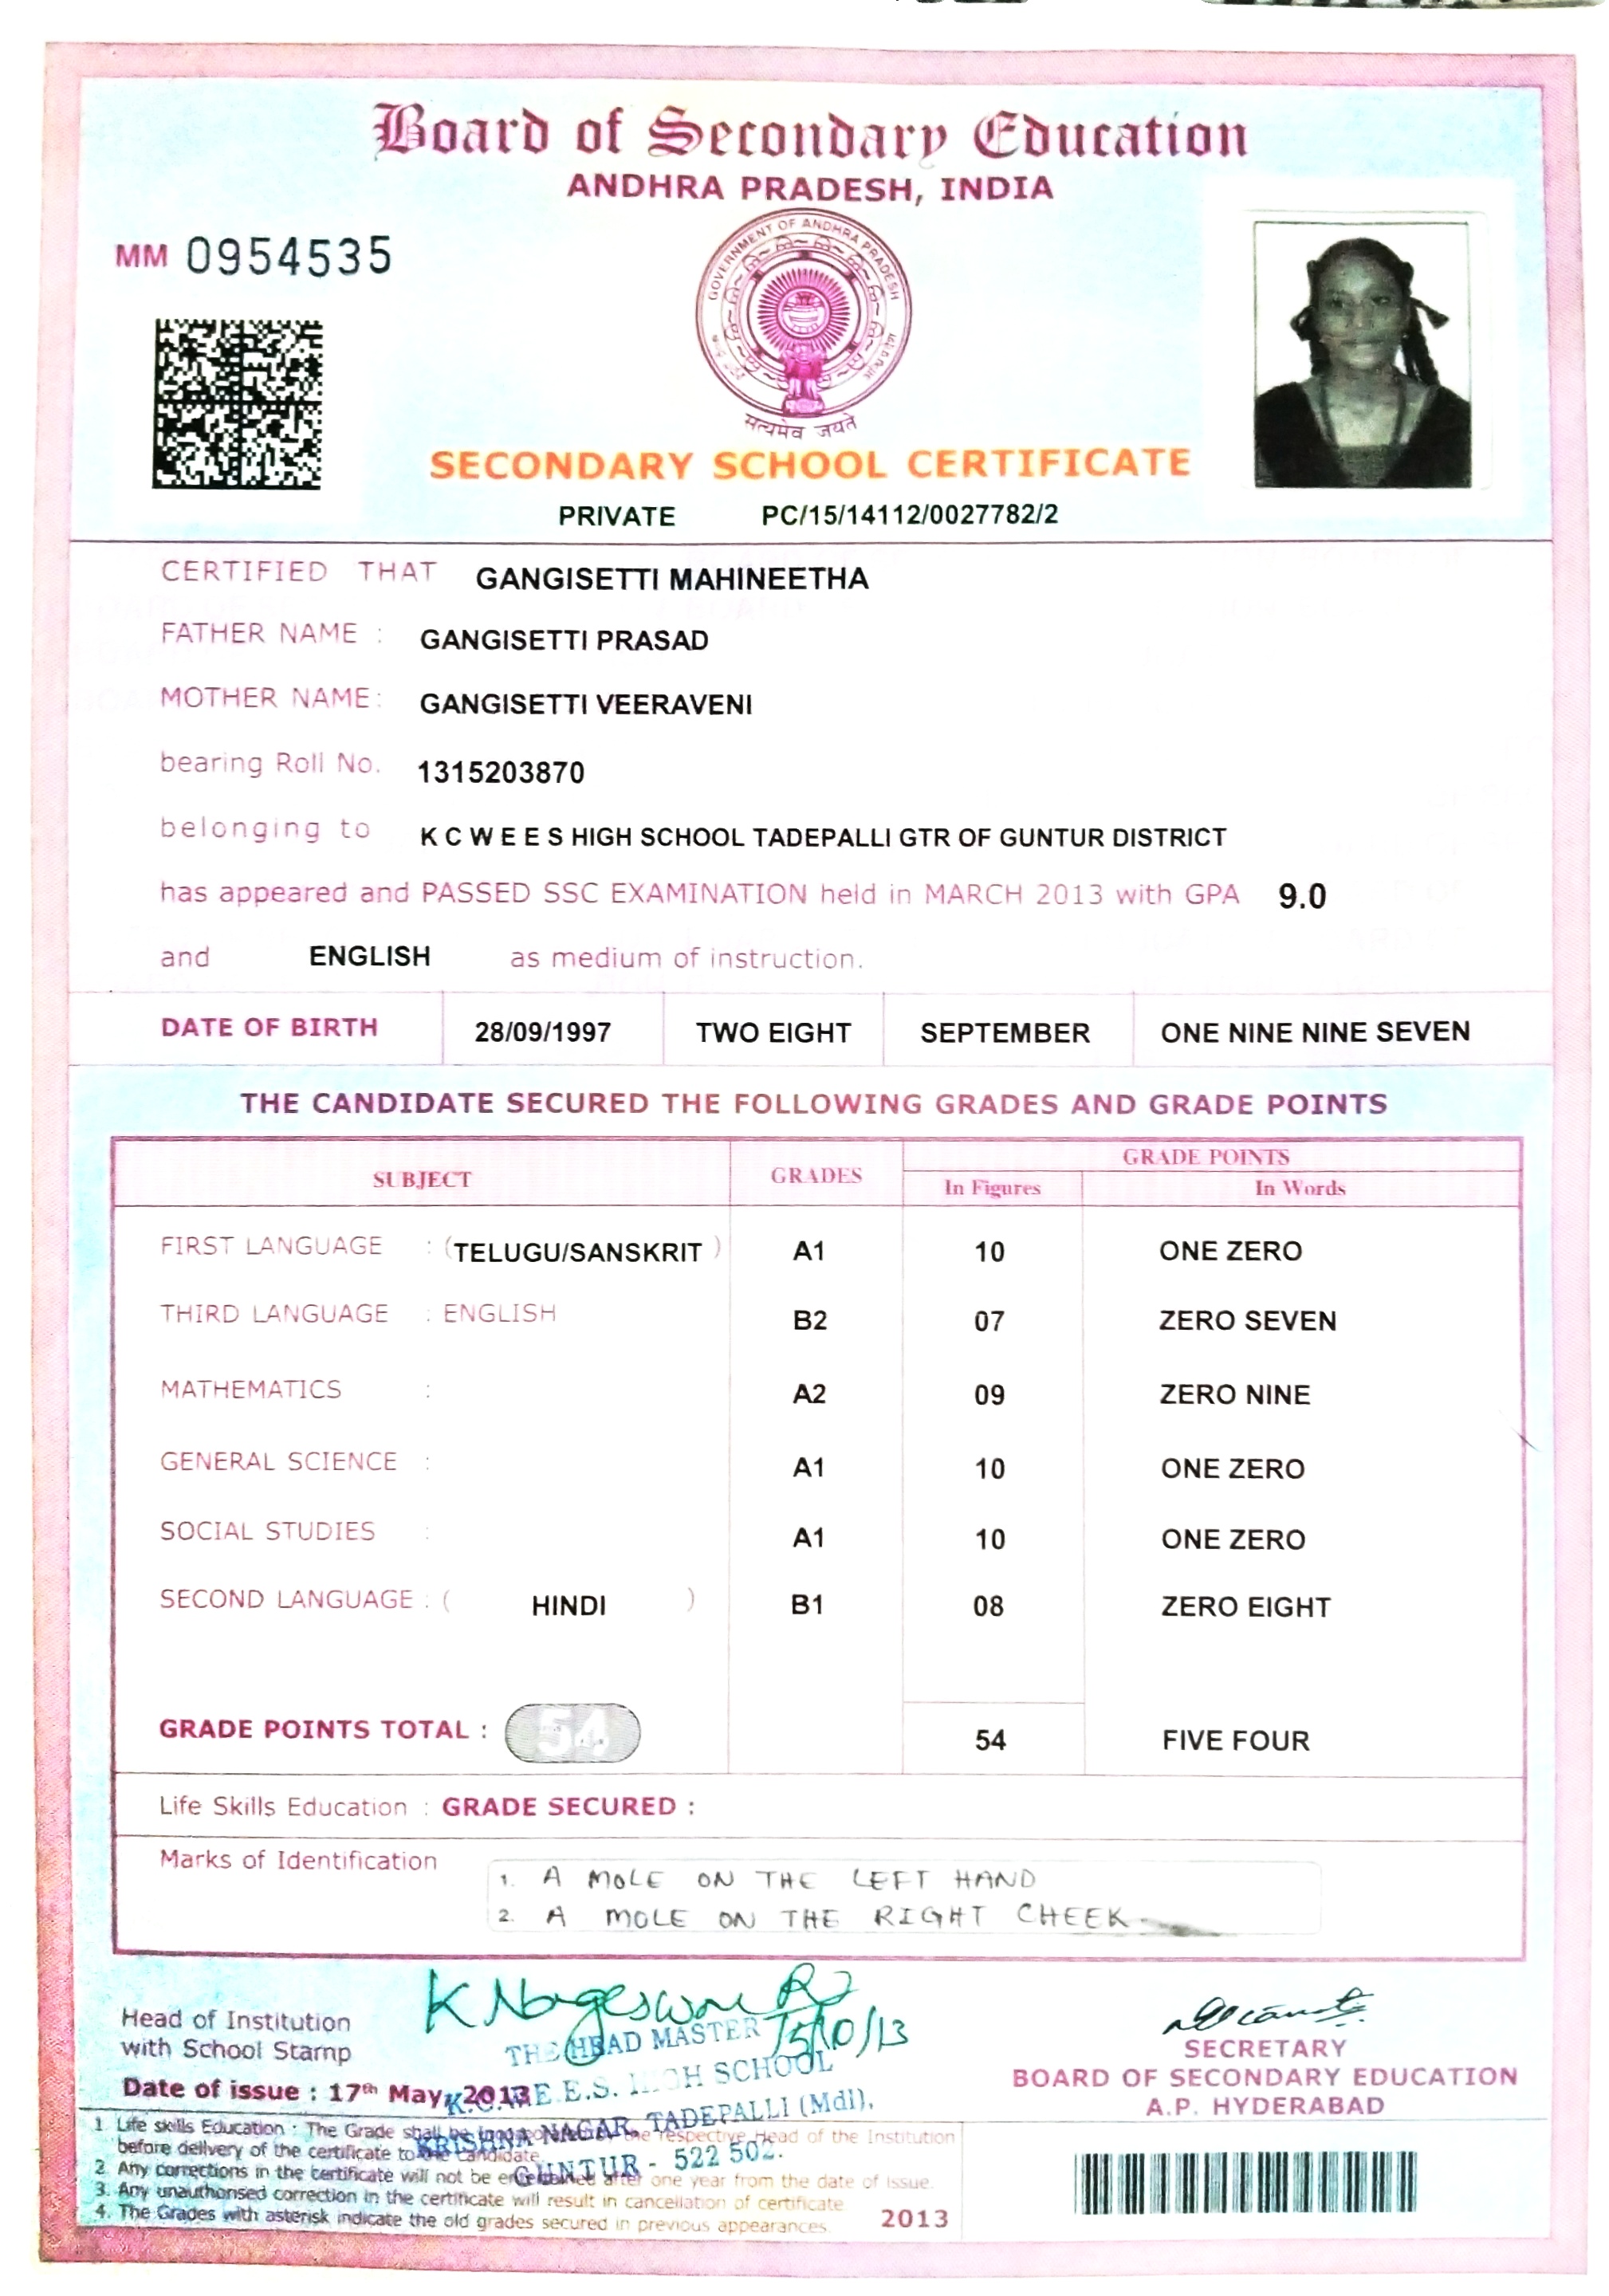 Board of Secondary Education
ANDHRA PRADESH, INDIA
MM 0954535
GOVERNMENT OF ANDHRA PRADESH
सत्यमेव जयते
SECONDARY SCHOOL CERTIFICATE
PRIVATE PC/15/14112/0027782/2
CERTIFIED THAT GANGISETTI MAHINEETHA
FATHER NAME : GANGISETTI PRASAD
MOTHER NAME : GANGISETTI VEERAVENI
bearing Roll No. 1315203870
belonging to K C W E E S HIGH SCHOOL TADEPALLI GTR OF GUNTUR DISTRICT
has appeared and PASSED SSC EXAMINATION held in MARCH 2013 with GPA 9.0
and ENGLISH as medium of instruction.
DATE OF BIRTH 28/09/1997 TWO EIGHT SEPTEMBER ONE NINE NINE SEVEN
THE CANDIDATE SECURED THE FOLLOWING GRADES AND GRADE POINTS
SUBJECT GRADES GRADE POINTS
In Figures In Words
FIRST LANGUAGE : (TELUGU/SANSKRIT ) A1 10 ONE ZERO
THIRD LANGUAGE : ENGLISH B2 07 ZERO SEVEN
MATHEMATICS : A2 09 ZERO NINE
GENERAL SCIENCE : A1 10 ONE ZERO
SOCIAL STUDIES : A1 10 ONE ZERO
SECOND LANGUAGE : ( HINDI ) B1 08 ZERO EIGHT
GRADE POINTS TOTAL : 54 54 FIVE FOUR
Life Skills Education : GRADE SECURED :
Marks of Identification
1. A MOLE ON THE LEFT HAND
2. A MOLE ON THE RIGHT CHEEK
Head of Institution
with School Stamp
K Nageswara
THE HEAD MASTER
K.C.W.E.E.S. HIGH SCHOOL
KRISHNA NAGAR, TADEPALLI (Mdl),
GUNTUR - 522 502.
Date of issue : 17th May, 2013
SECRETARY
BOARD OF SECONDARY EDUCATION
A.P. HYDERABAD
1. Life skills Education : The Grade shall be the respective Head of the Institution
before delivery of the certificate to the candidate.
2. Any corrections in the certificate will not be after one year from the date of issue.
3. Any unauthorised correction in the certificate will result in cancellation of certificate.
4. The Grades with asterisk indicate the old grades secured in previous appearances.
2013